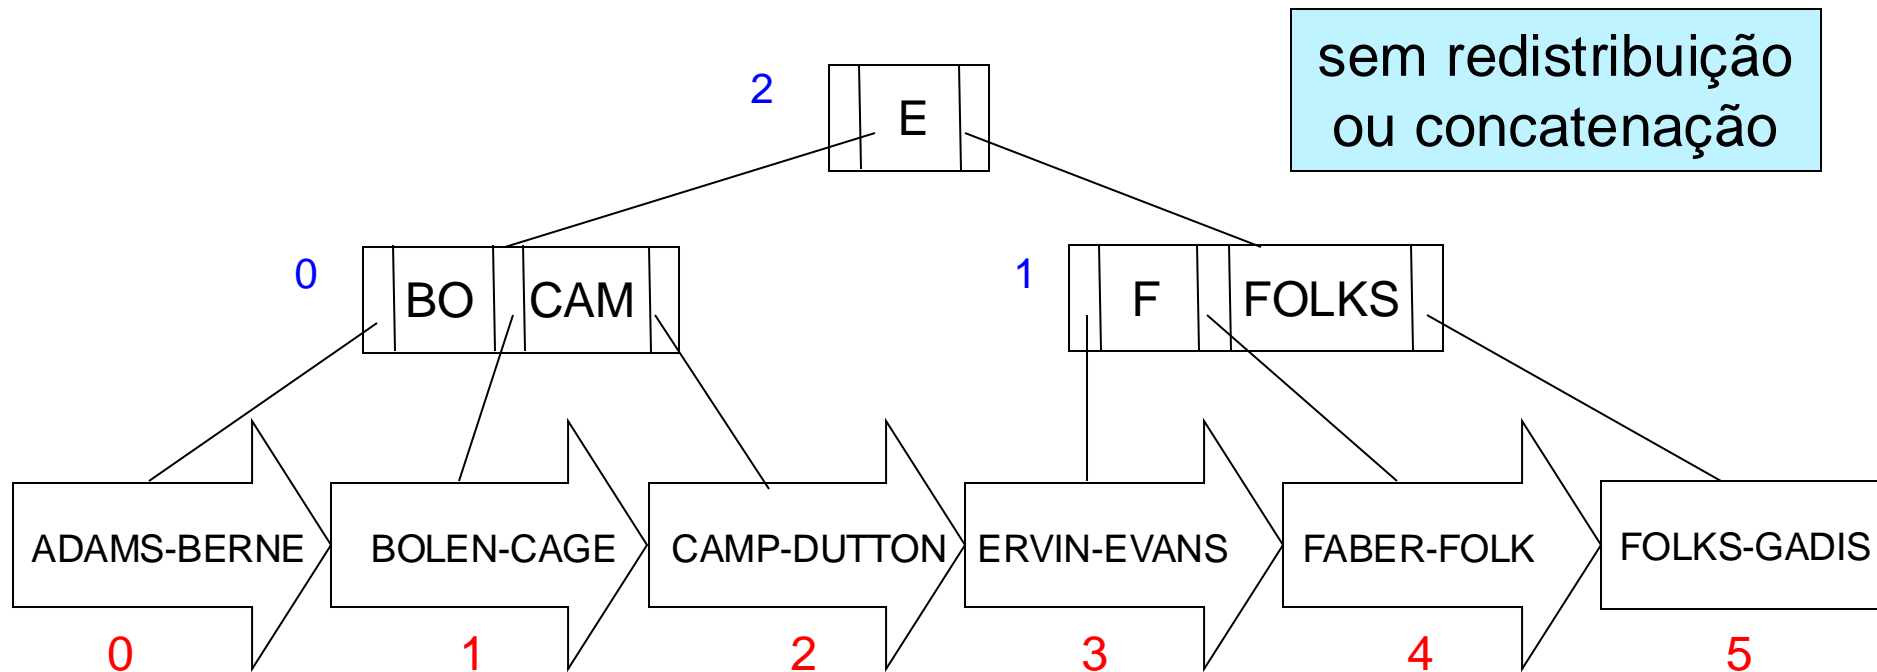 sem redistribuição
ou concatenação
2
E
0
BO CAM
1
F FOLKS
ADAMS-BERNE
BOLEN-CAGE
CAMP-DUTTON
ERVIN-EVANS
FABER-FOLK
FOLKS-GADIS
0
1
2
3
4
5